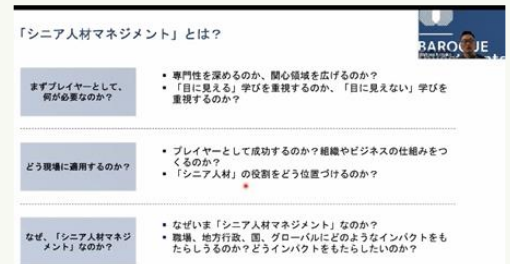 「シニア人材マネジメント」とは？
BAROQUE
まずプレイヤーとして、
何が必要なのか？
▪ 専門性を深めるのか、関心領域を広げるのか？
▪ 「目に見える」学びを重視するのか、「目に見えない」学びを
重視するのか？
どう現場に適用するのか？
▪ プレイヤーとして成功するのか？組織やビジネスの仕組みをつ
くるのか？
▪ 「シニア人材」の役割をどう位置づけるのか？
なぜ、「シニア人材マネジ
メント」なのか？
▪ なぜいま「シニア人材マネジメント」なのか？
▪ 職場、地方行政、国、グローバルにどのようなインパクトをも
たらしうるのか？どうインパクトをもたらしたいのか？